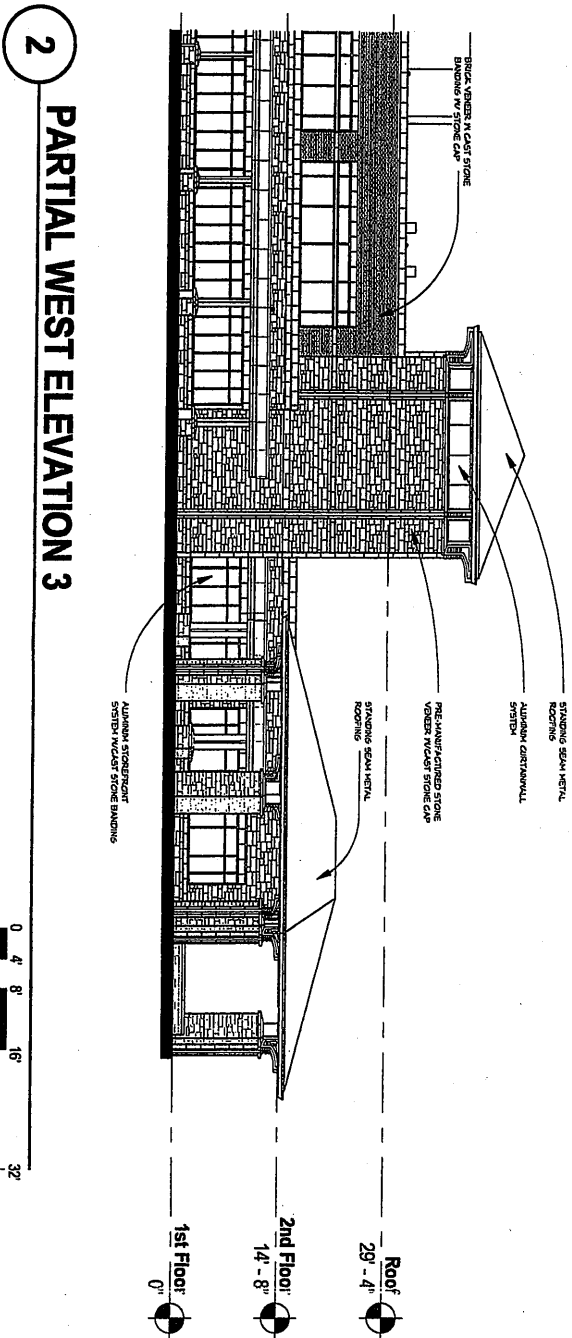 BRICK VENEER W/ CAST STONE
BANDING W/ STONE CAP
STANDING SEAM METAL
ROOFING
ALUMINUM CURTAINWALL
SYSTEM
PRE-MANUFACTURED STONE
VENEER W/CAST STONE CAP
STANDING SEAM METAL
ROOFING
ALUMINUM STOREFRONT
SYSTEM W/CAST STONE BANDING
Roof
29' - 4"
2nd Floor
14' - 8"
1st Floor
0"
2
PARTIAL WEST ELEVATION 3
0 4' 8' 16' 32'